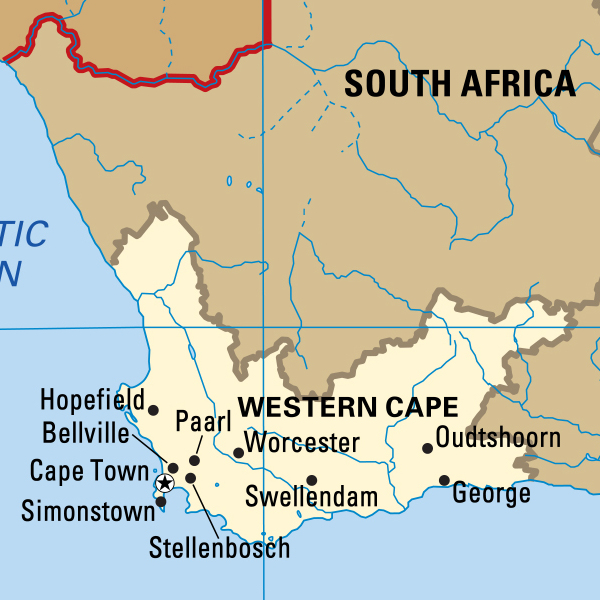 SOUTH AFRICA
TIC
N
Hopefield
Paarl
WESTERN CAPE
Bellville
Worcester
Oudtshoorn
Cape Town
Swellendam
George
Simonstown
Stellenbosch